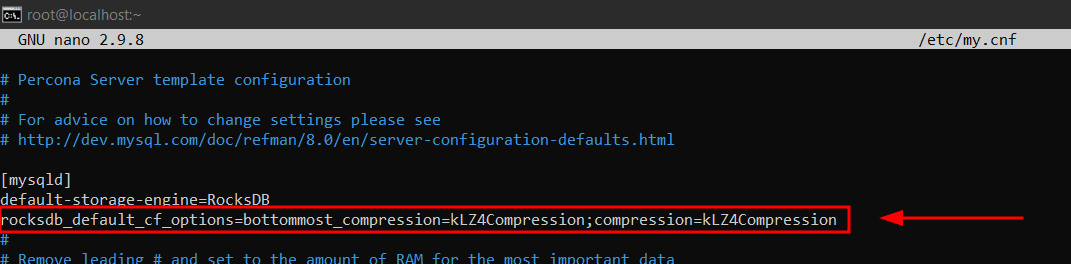 root@localhost:~
GNU nano 2.9.8 /etc/my.cnf
# Percona Server template configuration
#
# For advice on how to change settings please see
# http://dev.mysql.com/doc/refman/8.0/en/server-configuration-defaults.html
[mysqld]
default-storage-engine=RocksDB
rocksdb_default_cf_options=bottommost_compression=kLZ4Compression;compression=kLZ4Compression
#
# Remove leading # and set to the amount of RAM for the most important data